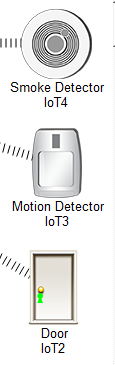 Smoke Detector
IoT4
Motion Detector
IoT3
Door
IoT2